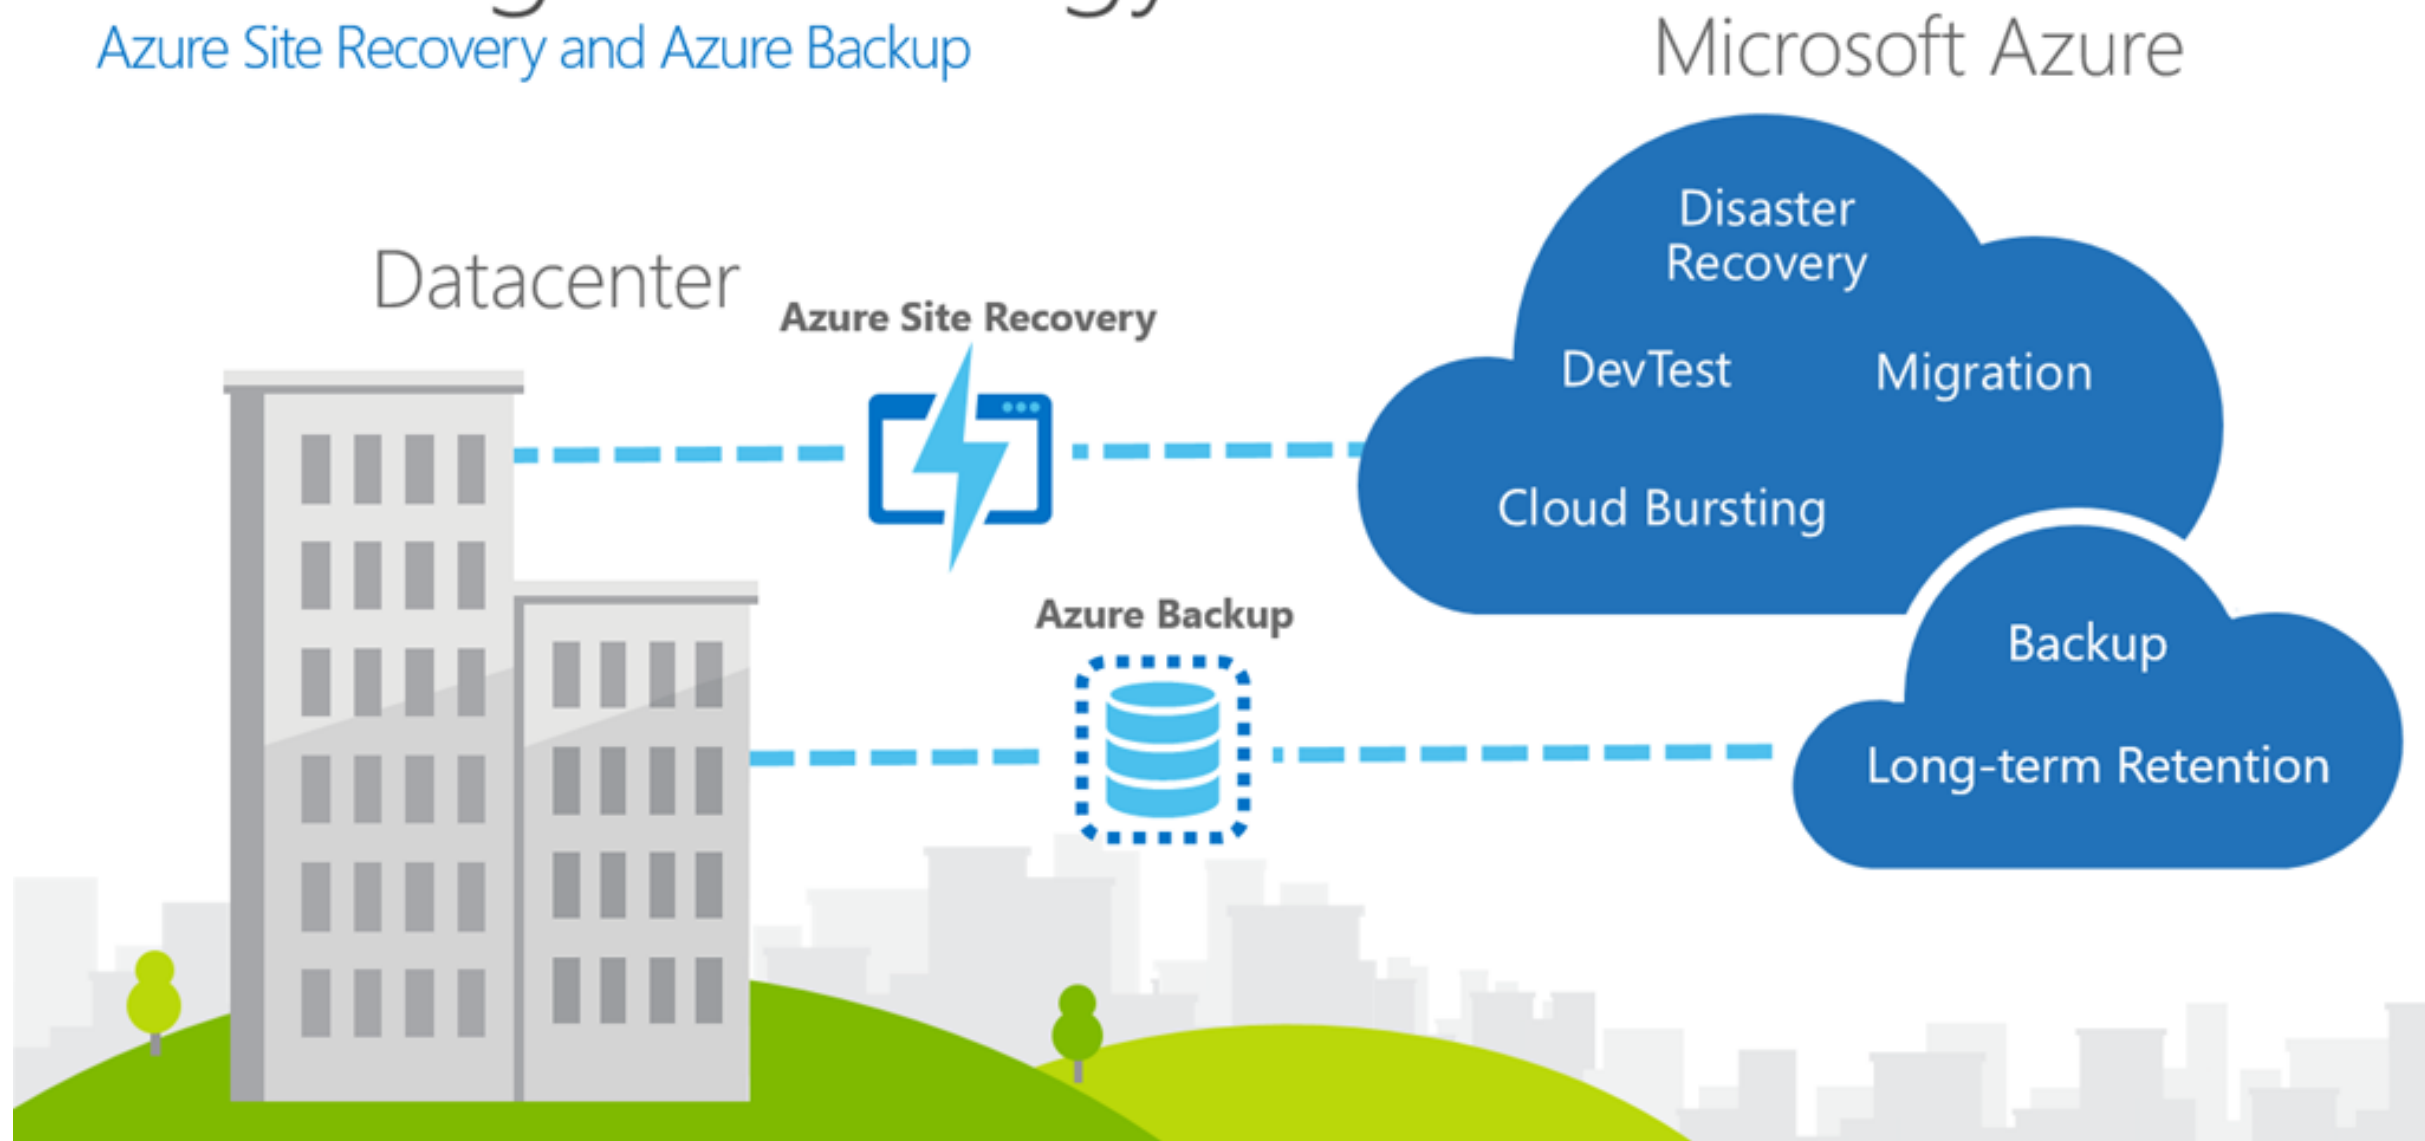 Azure Site Recovery and Azure Backup
Microsoft Azure
Datacenter
Azure Site Recovery
Disaster
Recovery
DevTest
Migration
Cloud Bursting
Azure Backup
Backup
Long-term Retention